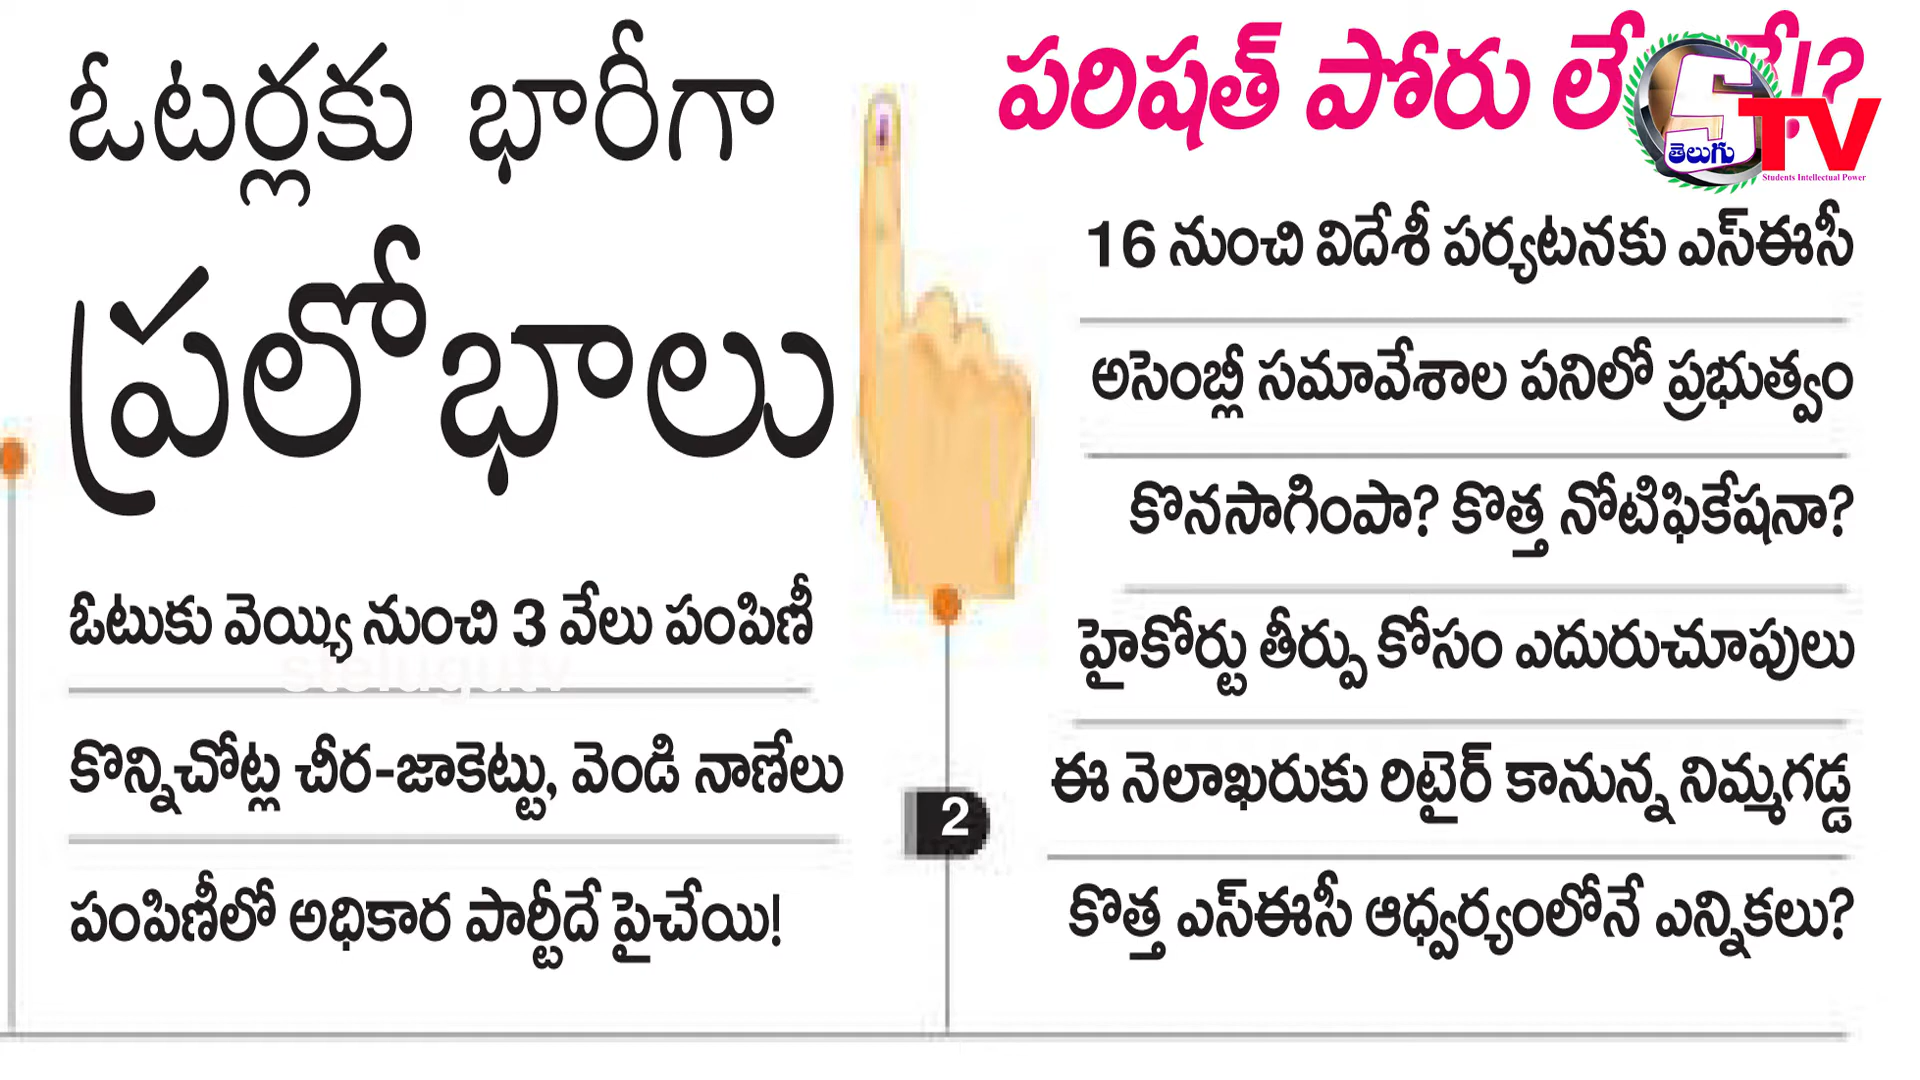 ఓటర్లకు భారీగా
ప్రలోభాలు
ఓటుకు వెయ్యి నుంచి 3 వేలు పంపిణీ
stelugutv
కొన్నిచోట్ల చీర-జాకెట్టు, వెండి నాణేలు
పంపిణీలో అధికార పార్టీదే పైచేయి!
2
పరిషత్ పోరు
S TV
తెలుగు
Students Intellectual Power
16 నుంచి విదేశీ పర్యటనకు ఎస్ఈసీ
అసెంబ్లీ సమావేశాల పనిలో ప్రభుత్వం
కొనసాగింపా? కొత్త నోటిఫికేషనా?
హైకోర్టు తీర్పు కోసం ఎదురుచూపులు
ఈ నెలాఖరుకు రిటైర్ కానున్న నిమ్మగడ్డ
కొత్త ఎస్ఈసీ ఆధ్వర్యంలోనే ఎన్నికలు?